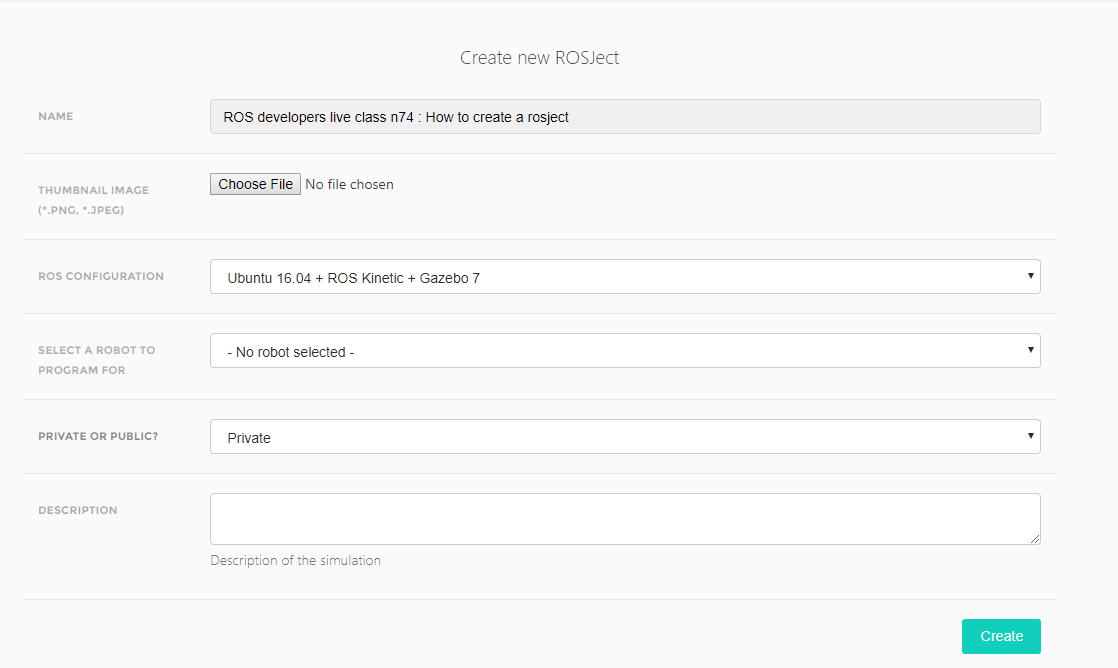 Create new ROSJect
NAME
ROS developers live class n74 : How to create a rosject
THUMBNAIL IMAGE
(*.PNG, *.JPEG)
Choose File No file chosen
ROS CONFIGURATION
Ubuntu 16.04 + ROS Kinetic + Gazebo 7
SELECT A ROBOT TO
PROGRAM FOR
- No robot selected -
PRIVATE OR PUBLIC?
Private
DESCRIPTION
Description of the simulation
Create